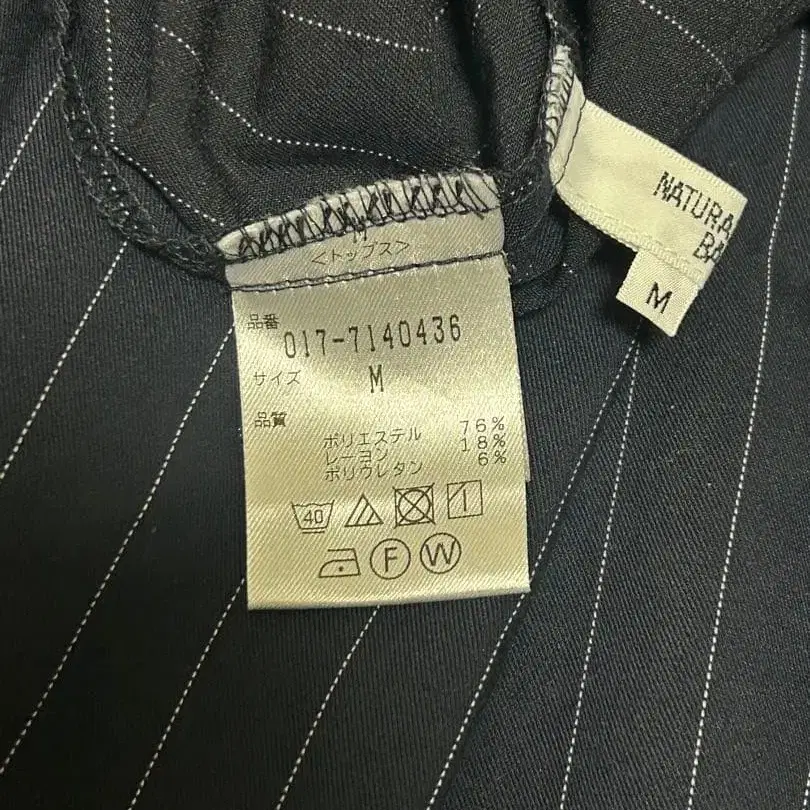 NATURA
BA
M
<トップス>
品番
017-7140436
サイズ M
品質
ポリエステル 76%
レーヨン 18%
ポリウレタン 6%
40
F W